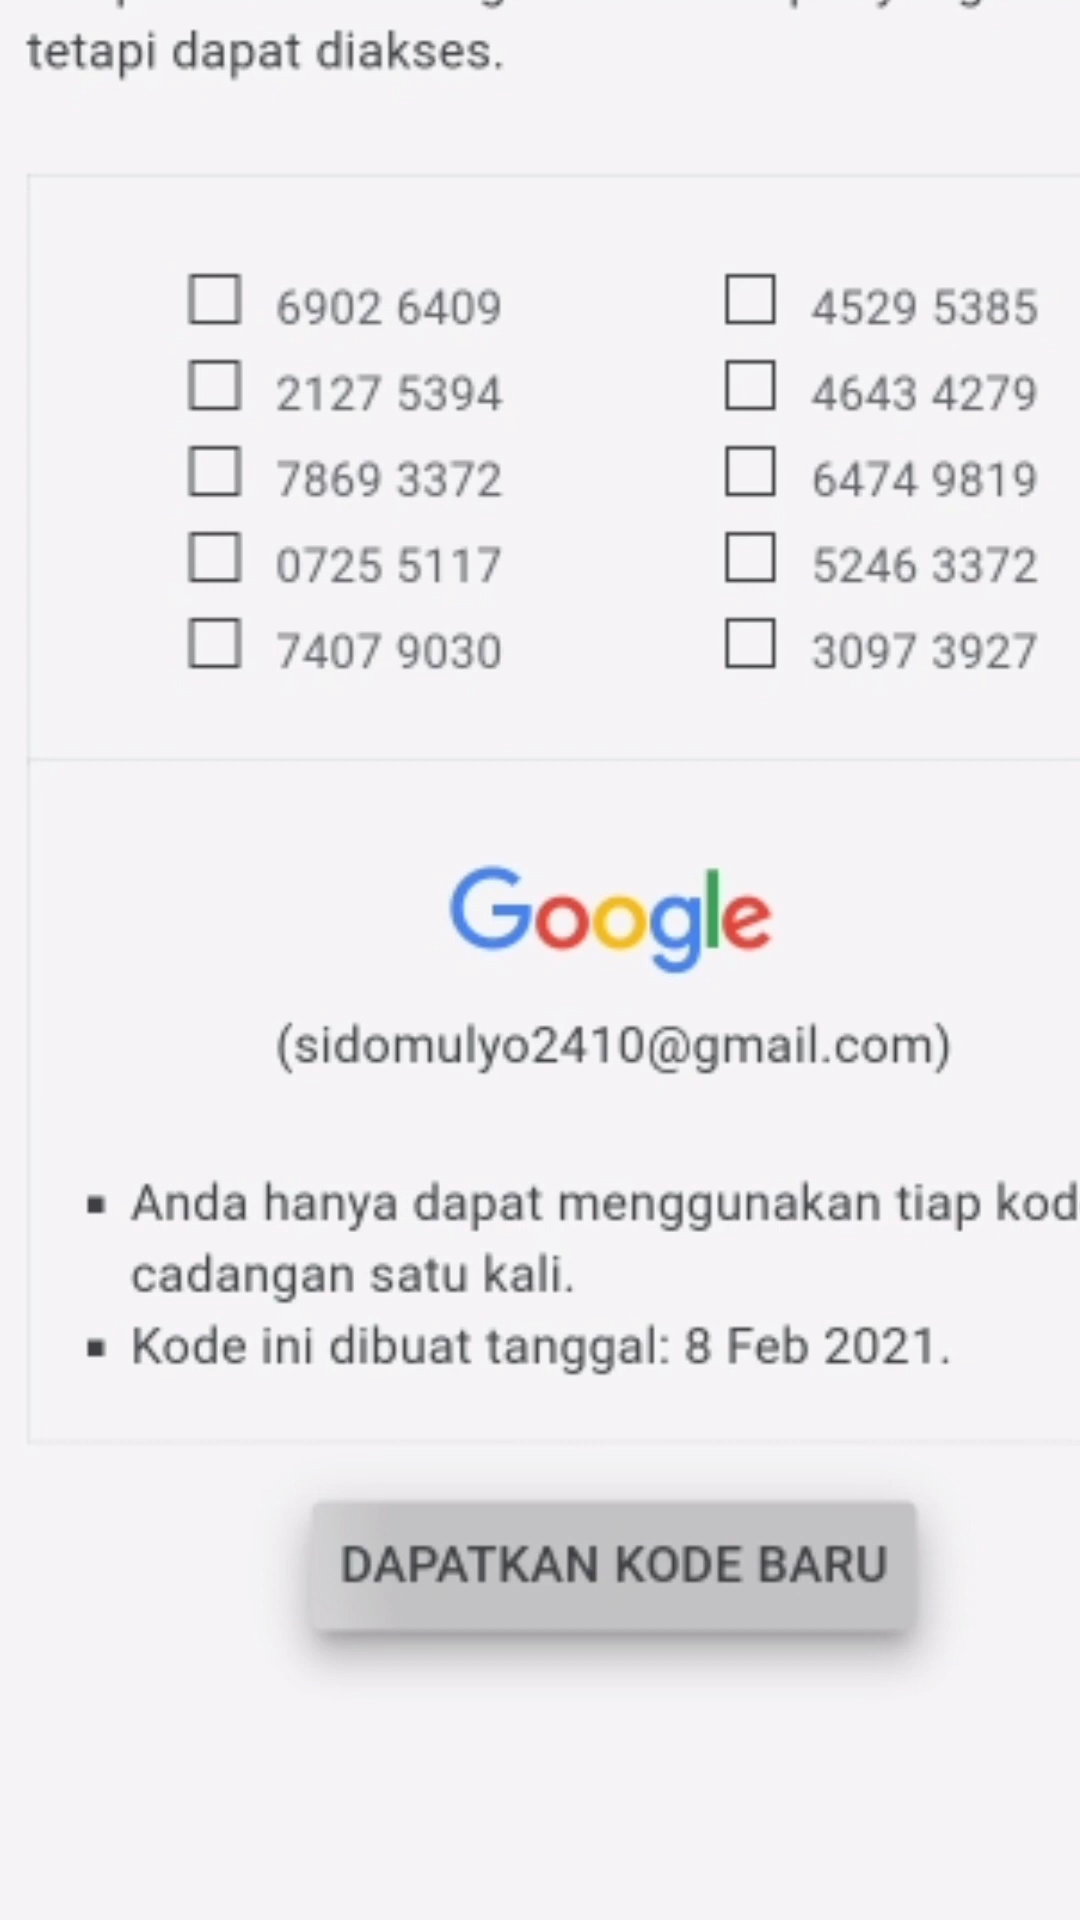 tetapi dapat diakses.
6902 6409 4529 5385
2127 5394 4643 4279
7869 3372 6474 9819
0725 5117 5246 3372
7407 9030 3097 3927
Google
(sidomulyo2410@gmail.com)
▪ Anda hanya dapat menggunakan tiap kod
cadangan satu kali.
▪ Kode ini dibuat tanggal: 8 Feb 2021.
DAPATKAN KODE BARU